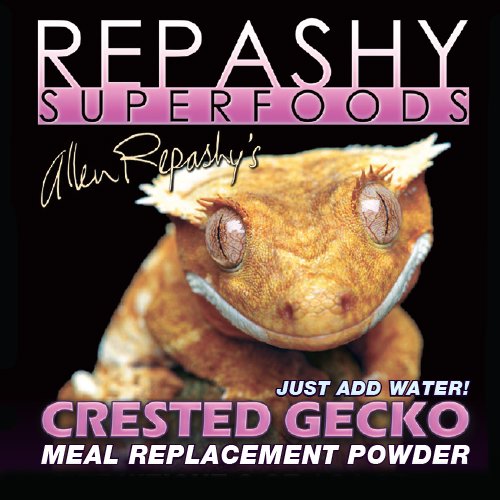 REPASHY
SUPERFOODS
Allen Repashy's
JUST ADD WATER!
CRESTED GECKO
MEAL REPLACEMENT POWDER